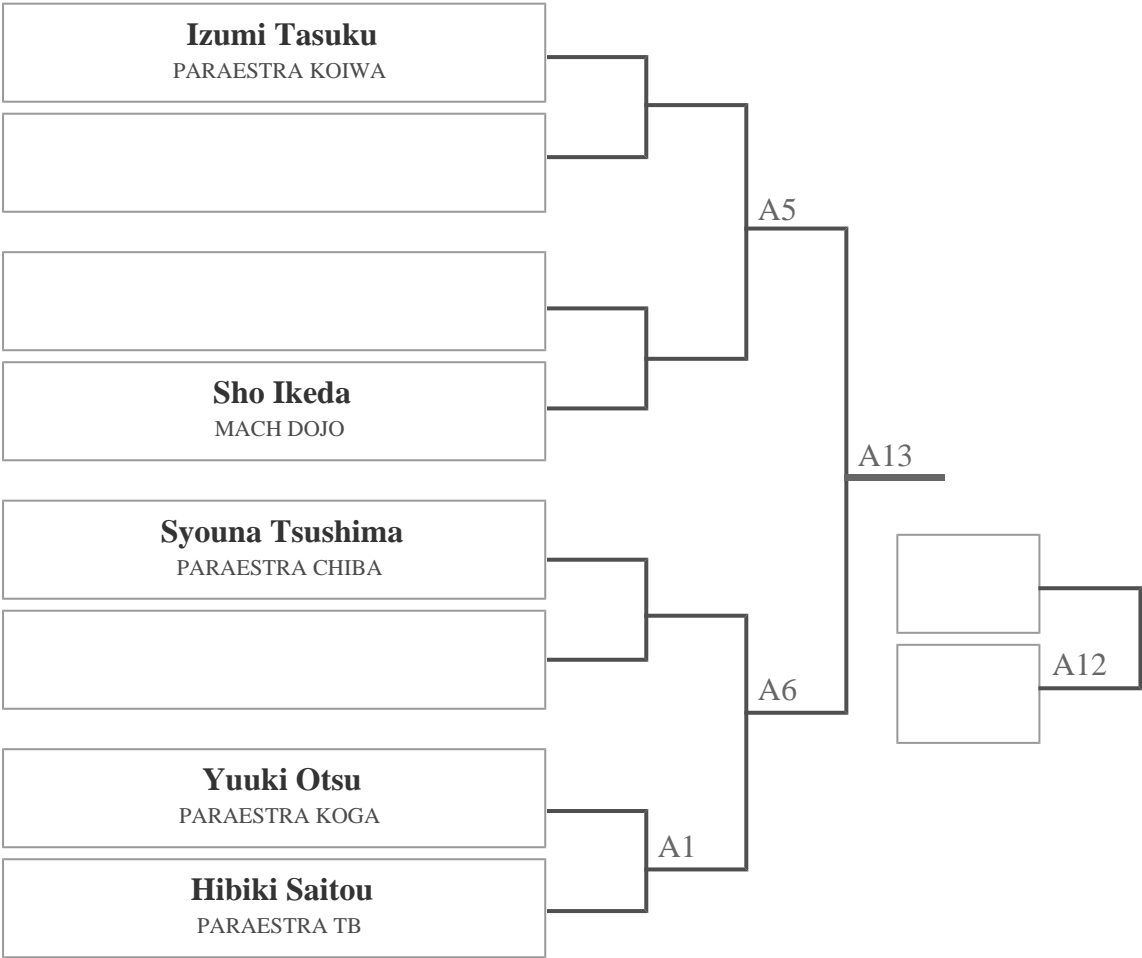 Izumi Tasuku
PARAESTRA KOIWA
A5
Sho Ikeda
MACH DOJO
A13
Syouna Tsushima
PARAESTRA CHIBA
A12
A6
Yuuki Otsu
PARAESTRA KOGA
A1
Hibiki Saitou
PARAESTRA TB